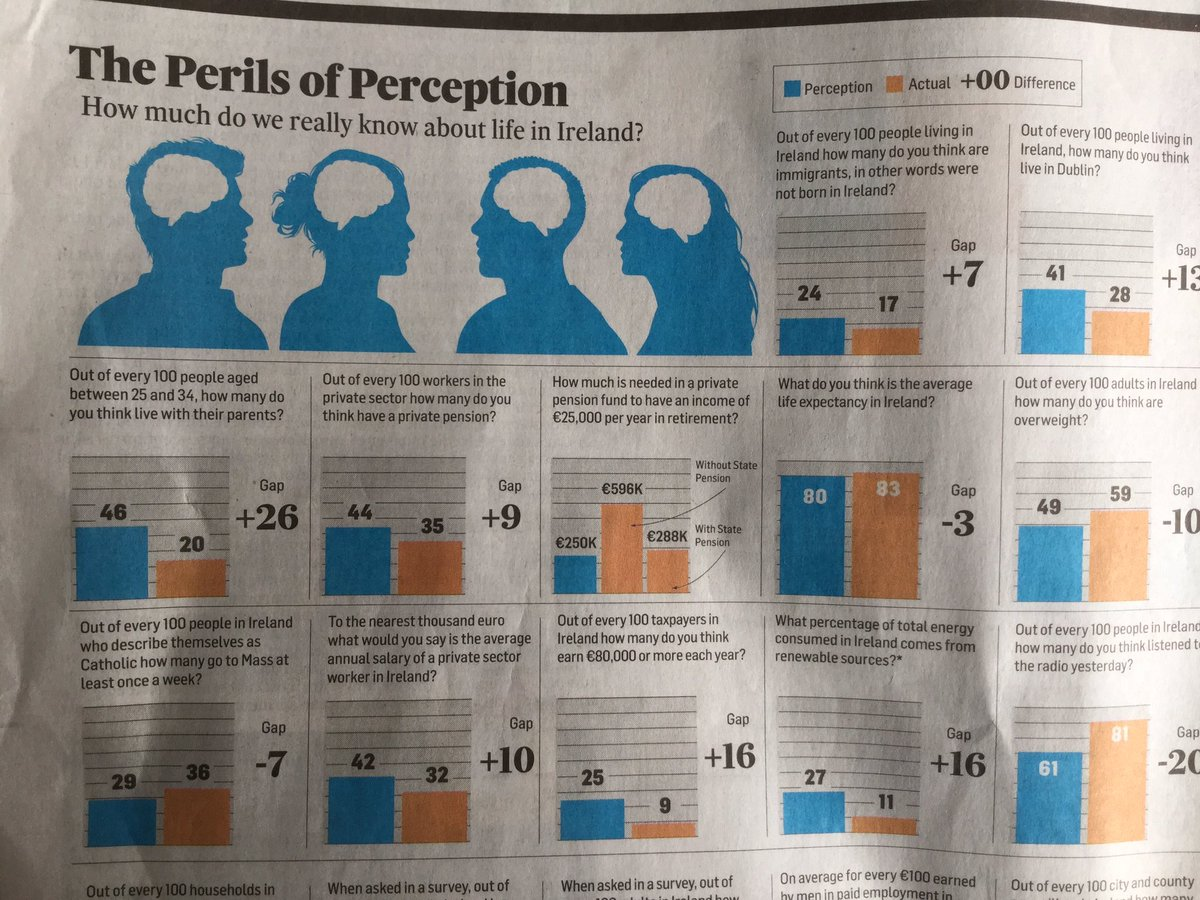 The Perils of Perception
How much do we really know about life in Ireland?
Perception
Actual
+00 Difference
Out of every 100 people living in
Ireland how many do you think are
immigrants, in other words were
not born in Ireland?
24
17
Gap
+7
Out of every 100 people living in
Ireland, how many do you think
live in Dublin?
41
28
Gap
+13
Out of every 100 people aged
between 25 and 34, how many do
you think live with their parents?
46
20
Gap
+26
Out of every 100 workers in the
private sector how many do you
think have a private pension?
44
35
Gap
+9
How much is needed in a private
pension fund to have an income of
€25,000 per year in retirement?
€250K
€596K
€288K
Without State
Pension
With State
Pension
What do you think is the average
life expectancy in Ireland?
80
83
Gap
-3
Out of every 100 adults in Ireland
how many do you think are
overweight?
49
59
Gap
-10
Out of every 100 people in Ireland
who describe themselves as
Catholic how many go to Mass at
least once a week?
29
36
Gap
-7
To the nearest thousand euro
what would you say is the average
annual salary of a private sector
worker in Ireland?
42
32
Gap
+10
Out of every 100 taxpayers in
Ireland how many do you think
earn €80,000 or more each year?
25
9
Gap
+16
What percentage of total energy
consumed in Ireland comes from
renewable sources?*
27
11
Gap
+16
Out of every 100 people in Ireland
how many do you think listened to
the radio yesterday?
61
81
Gap
-20
Out of every 100 households in
When asked in a survey, out of
When asked in a survey, out of
On average for every €100 earned
by men in paid employment in
Out of every 100 city and county
how many